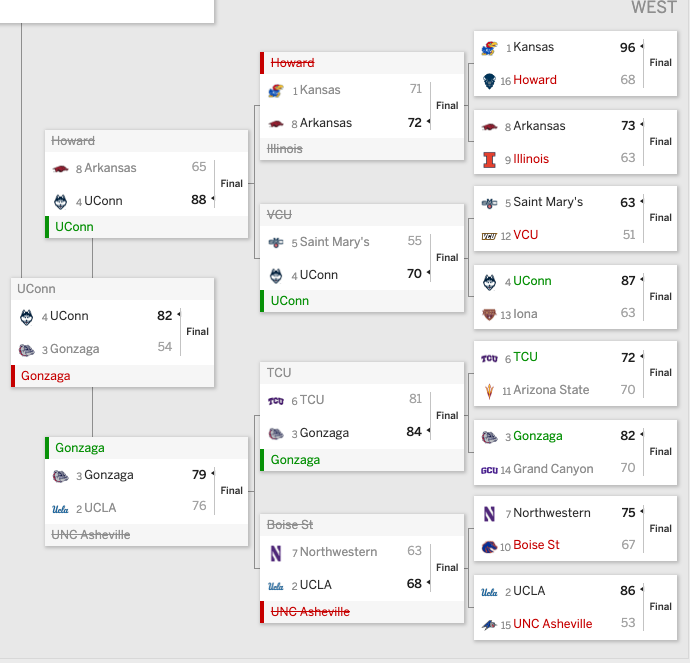 WEST
1 Kansas 96
16 Howard 68
Final
8 Arkansas 73
9 Illinois 63
Final
5 Saint Mary's 63
12 VCU 51
Final
4 UConn 87
13 Iona 63
Final
6 TCU 72
11 Arizona State 70
Final
3 Gonzaga 82
14 Grand Canyon 70
Final
7 Northwestern 75
10 Boise St 67
Final
2 UCLA 86
15 UNC Asheville 53
Final
Howard
1 Kansas 71
8 Arkansas 72
Final
Illinois
VCU
5 Saint Mary's 55
4 UConn 70
Final
UConn
TCU
6 TCU 81
3 Gonzaga 84
Final
Gonzaga
Boise St
7 Northwestern 63
2 UCLA 68
Final
UNC Asheville
Howard
8 Arkansas 65
4 UConn 88
Final
UConn
Gonzaga
3 Gonzaga 79
2 UCLA 76
Final
UNC Asheville
UConn
4 UConn 82
3 Gonzaga 54
Final
Gonzaga